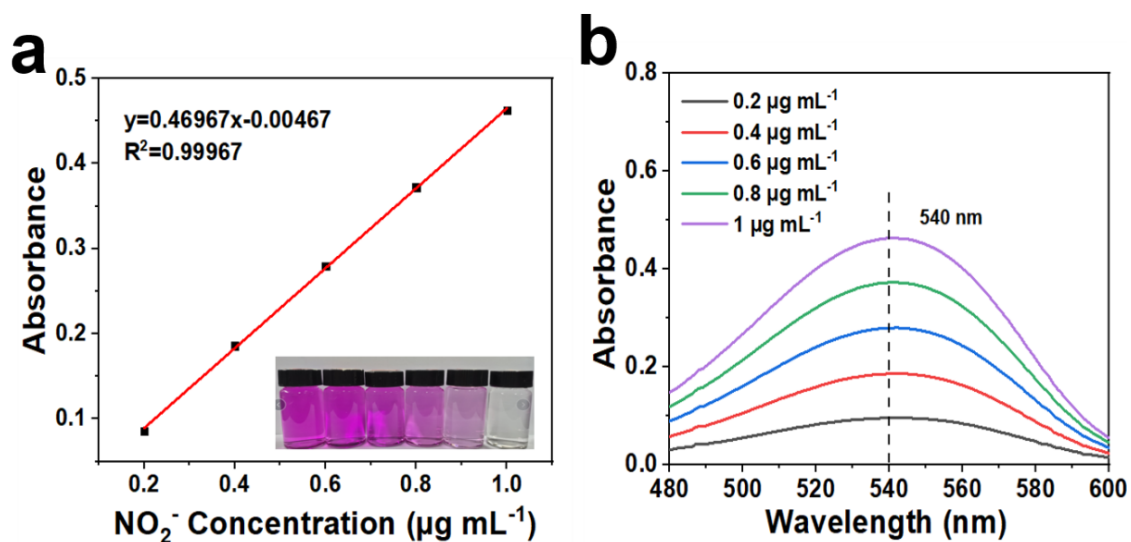 a
y=0.46967x-0.00467
R²=0.99967
Absorbance
0.5
0.4
0.3
0.2
0.1
0.2 0.4 0.6 0.8 1.0
NO₂⁻ Concentration (µg mL⁻¹)
b
0.2 µg mL⁻¹
0.4 µg mL⁻¹
0.6 µg mL⁻¹
0.8 µg mL⁻¹
1 µg mL⁻¹
540 nm
Absorbance
0.8
0.6
0.4
0.2
0.0
480 500 520 540 560 580 600
Wavelength (nm)